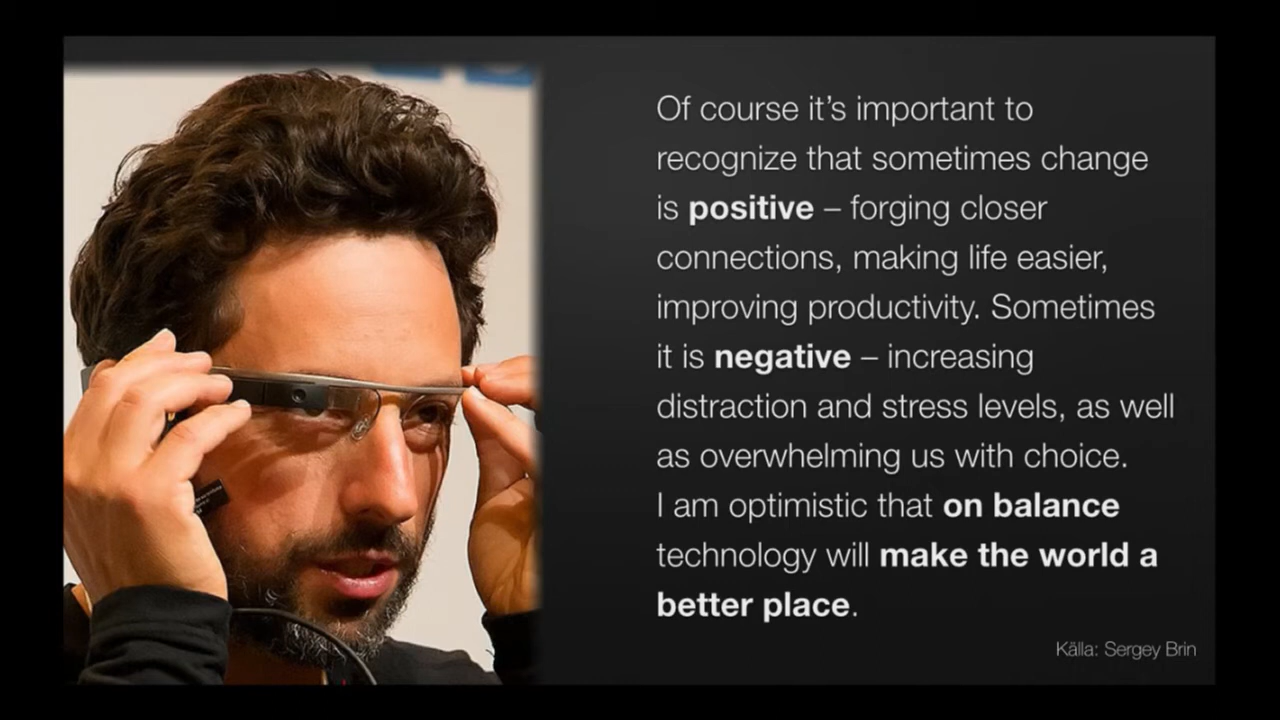 Of course it’s important to
recognize that sometimes change
is positive – forging closer
connections, making life easier,
improving productivity. Sometimes
it is negative – increasing
distraction and stress levels, as well
as overwhelming us with choice.
I am optimistic that on balance
technology will make the world a
better place.
Källa: Sergey Brin